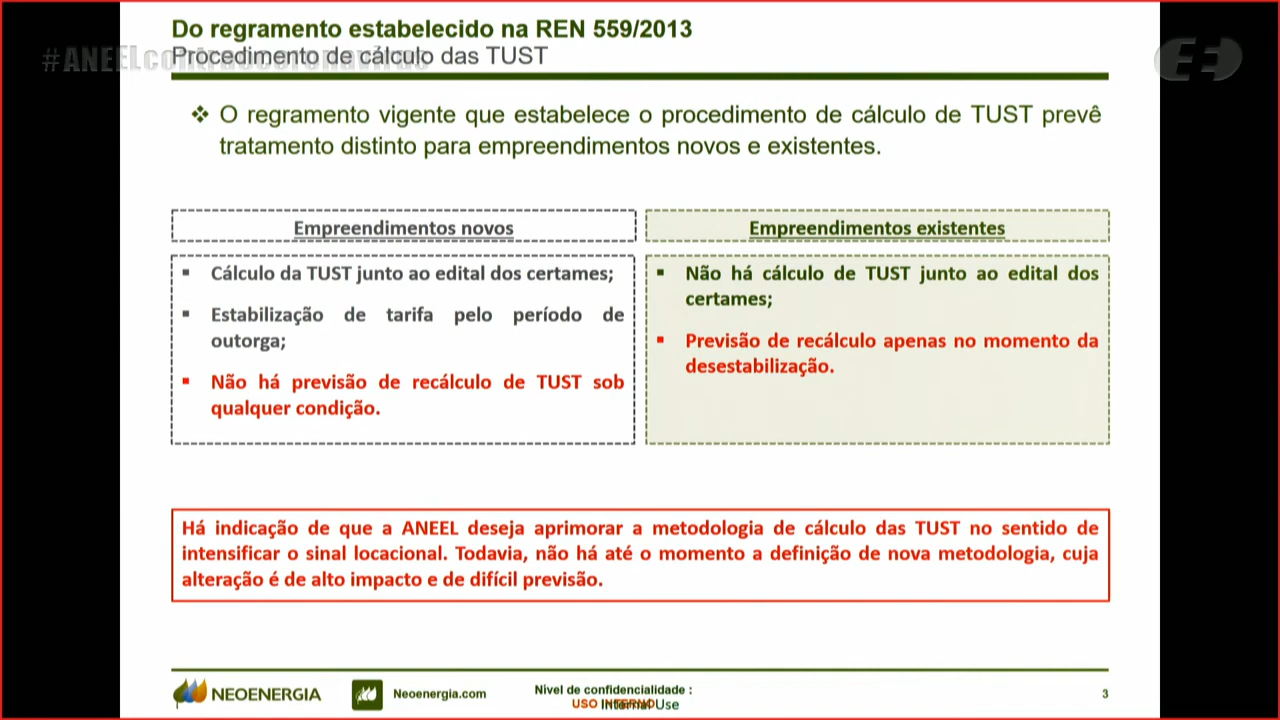 Do regramento estabelecido na REN 559/2013
#ANEELcontraocoronavirus
Procedimento de cálculo das TUST
❖ O regramento vigente que estabelece o procedimento de cálculo de TUST prevê
tratamento distinto para empreendimentos novos e existentes.
Empreendimentos novos
▪ Cálculo da TUST junto ao edital dos certames;
▪ Estabilização de tarifa pelo período de
outorga;
▪ Não há previsão de recálculo de TUST sob
qualquer condição.
Empreendimentos existentes
▪ Não há cálculo de TUST junto ao edital dos
certames;
▪ Previsão de recálculo apenas no momento da
desestabilização.
Há indicação de que a ANEEL deseja aprimorar a metodologia de cálculo das TUST no sentido de
intensificar o sinal locacional. Todavia, não há até o momento a definição de nova metodologia, cuja
alteração é de alto impacto e de difícil previsão.
NEOENERGIA
Neoenergia.com
Nivel de confidencialidade :
USO INTERNO
Internal Use
3